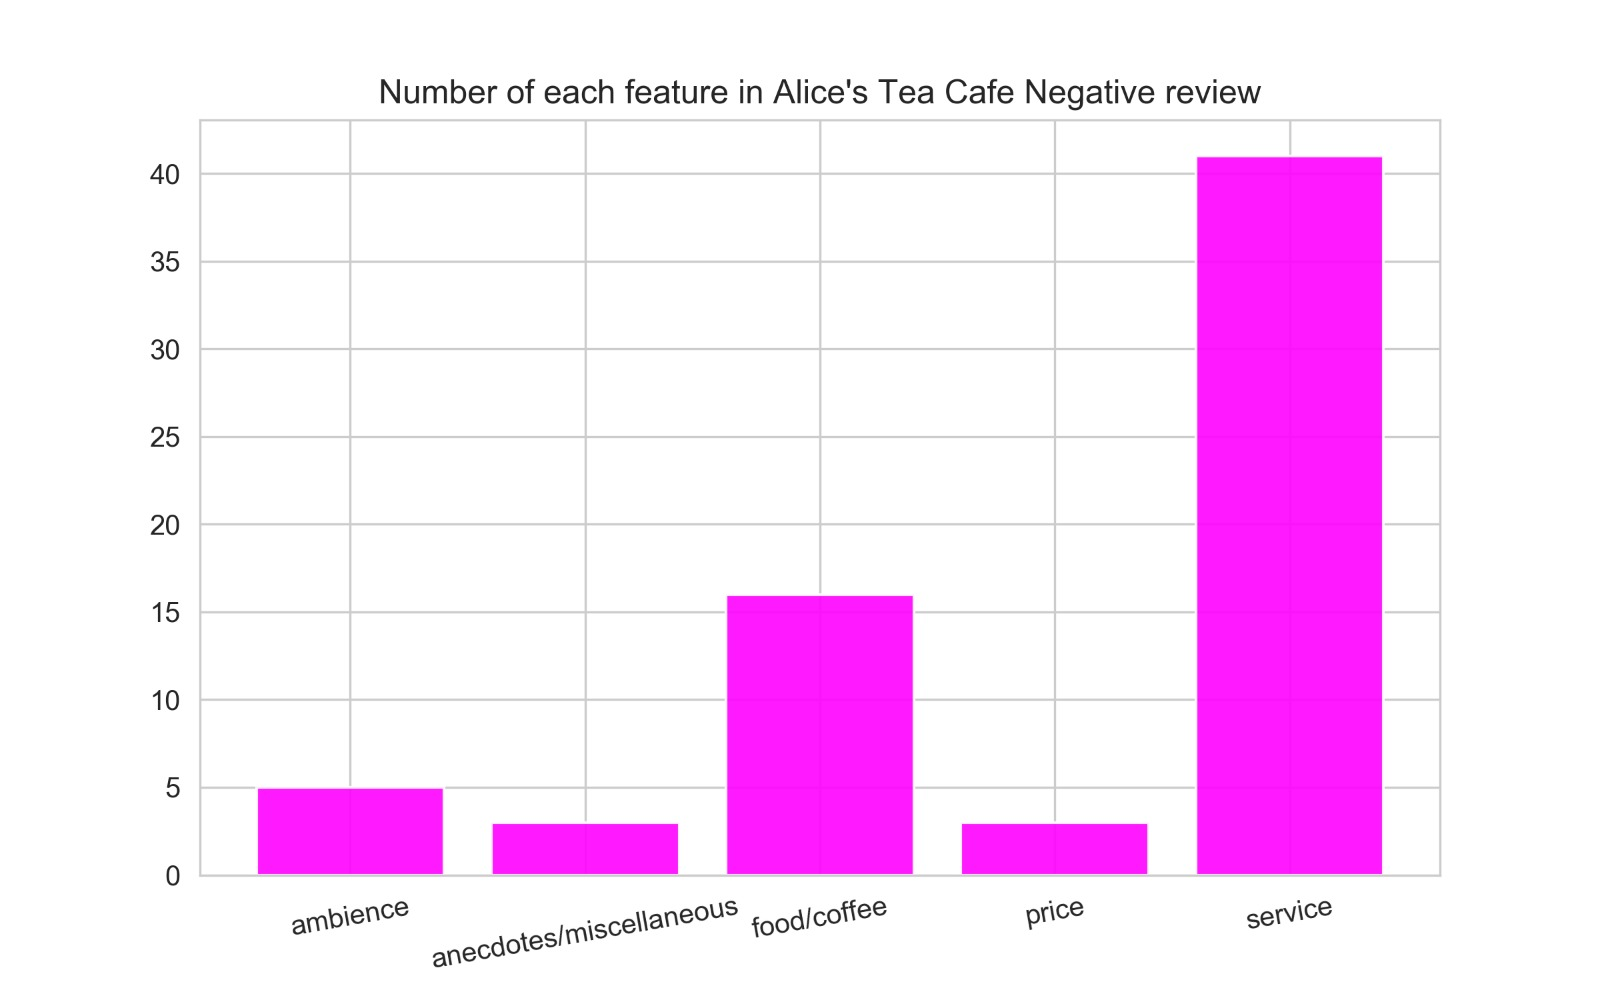 Number of each feature in Alice's Tea Cafe Negative review
40
35
30
25
20
15
10
5
0
ambience
anecdotes/miscellaneous
food/coffee
price
service